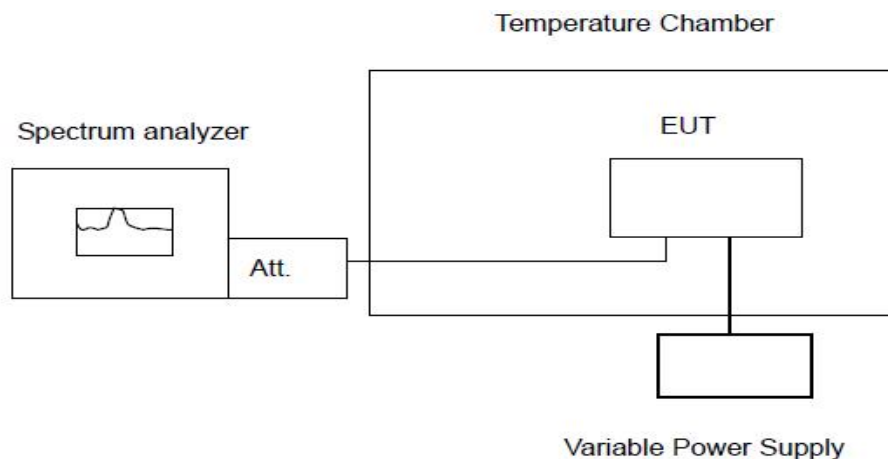 Temperature Chamber
Spectrum analyzer
EUT
Att.
Variable Power Supply